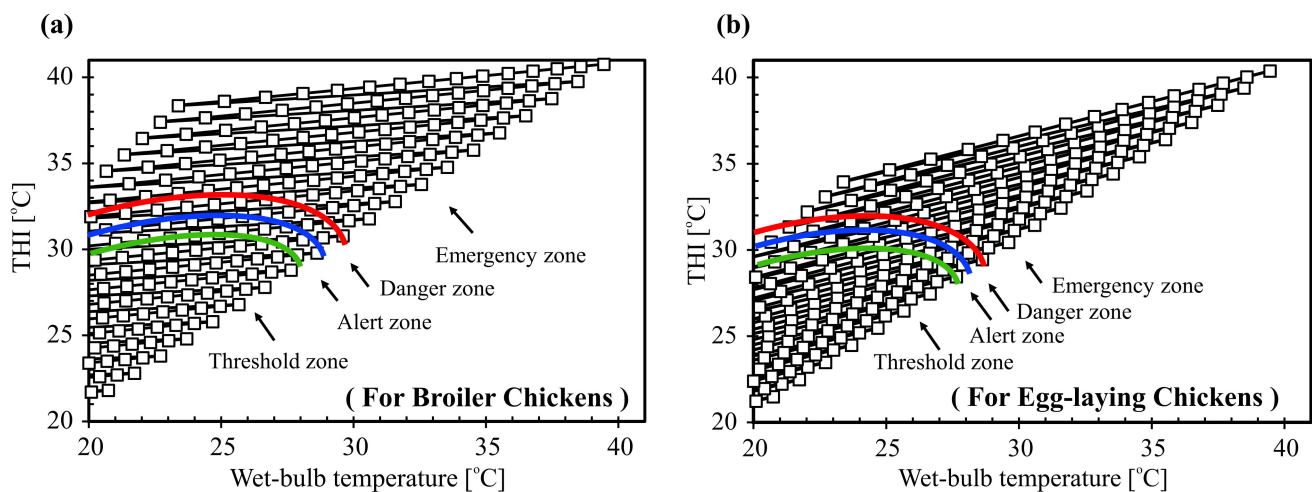 (a)
THI [°C]
40
35
30
25
20
20
25
30
35
40
Wet-bulb temperature [°C]
Emergency zone
Danger zone
Alert zone
Threshold zone
( For Broiler Chickens )
(b)
THI [°C]
40
35
30
25
20
20
25
30
35
40
Wet-bulb temperature [°C]
Emergency zone
Danger zone
Alert zone
Threshold zone
( For Egg-laying Chickens )